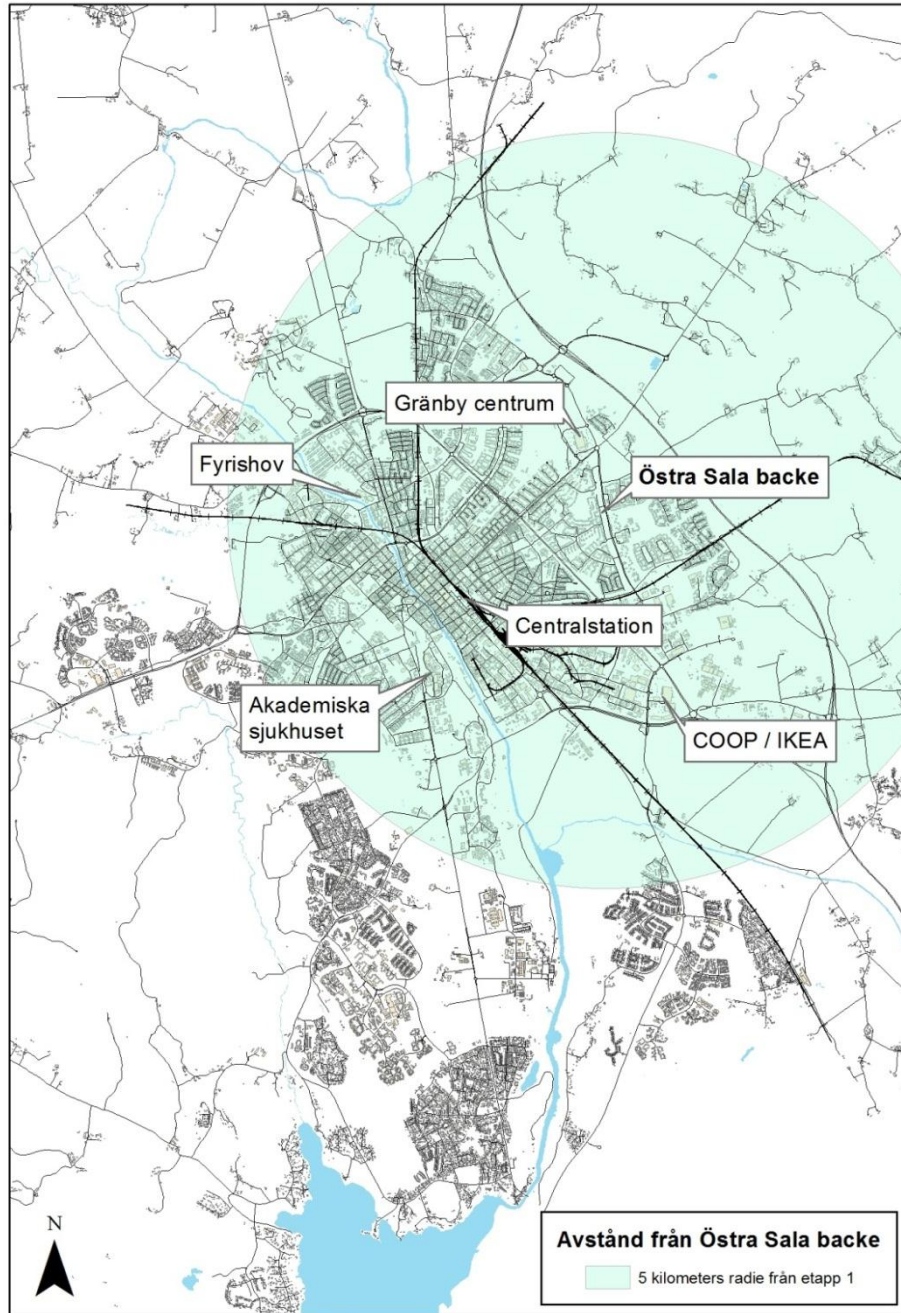 Gränby centrum
Fyrishov
Östra Sala backe
Centralstation
Akademiska
sjukhuset
COOP / IKEA
N
Avstånd från Östra Sala backe
5 kilometers radie från etapp 1